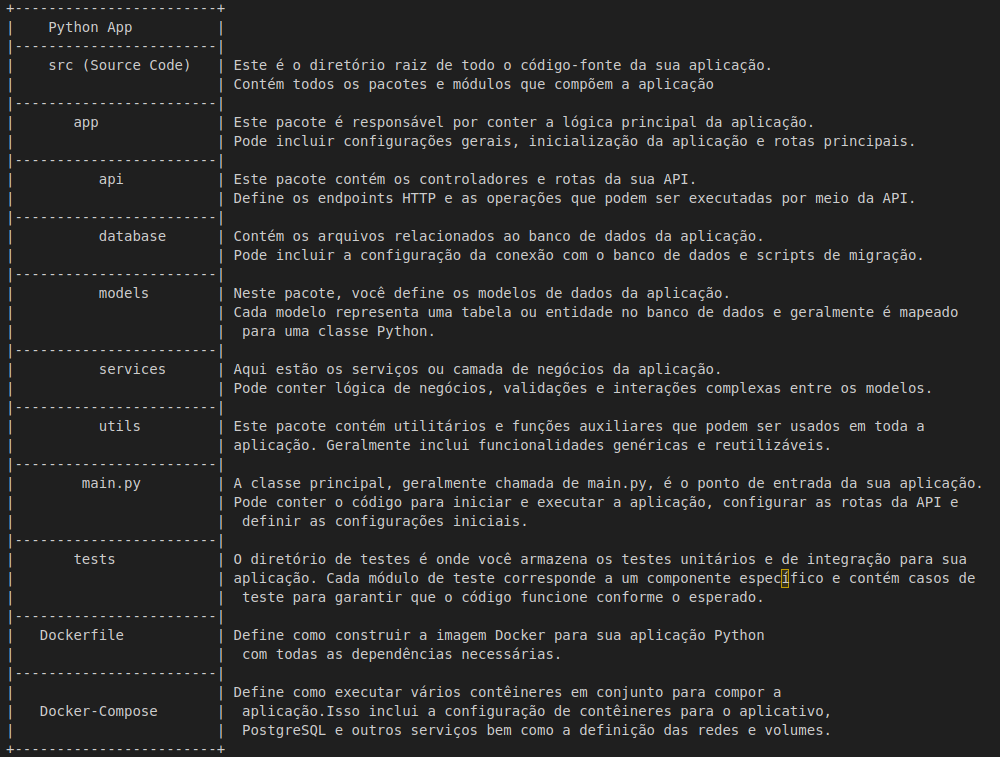 +------------------------+
|    Python App          |
|------------------------|
|    src (Source Code)   | Este é o diretório raiz de todo o código-fonte da sua aplicação.
|                        | Contém todos os pacotes e módulos que compõem a aplicação
|------------------------|
|       app              | Este pacote é responsável por conter a lógica principal da aplicação.
|                        | Pode incluir configurações gerais, inicialização da aplicação e rotas principais.
|------------------------|
|          api           | Este pacote contém os controladores e rotas da sua API.
|                        | Define os endpoints HTTP e as operações que podem ser executadas por meio da API.
|------------------------|
|          database      | Contém os arquivos relacionados ao banco de dados da aplicação.
|                        | Pode incluir a configuração da conexão com o banco de dados e scripts de migração.
|------------------------|
|          models        | Neste pacote, você define os modelos de dados da aplicação.
|                        | Cada modelo representa uma tabela ou entidade no banco de dados e geralmente é mapeado
|                        |  para uma classe Python.
|------------------------|
|          services      | Aqui estão os serviços ou camada de negócios da aplicação.
|                        | Pode conter lógica de negócios, validações e interações complexas entre os modelos.
|------------------------|
|          utils         | Este pacote contém utilitários e funções auxiliares que podem ser usados em toda a
|                        | aplicação. Geralmente inclui funcionalidades genéricas e reutilizáveis.
|------------------------|
|        main.py         | A classe principal, geralmente chamada de main.py, é o ponto de entrada da sua aplicação.
|                        | Pode conter o código para iniciar e executar a aplicação, configurar as rotas da API e
|                        |  definir as configurações iniciais.
|------------------------|
|       tests            | O diretório de testes é onde você armazena os testes unitários e de integração para sua
|                        | aplicação. Cada módulo de teste corresponde a um componente específico e contém casos de
|                        |  teste para garantir que o código funcione conforme o esperado.
|------------------------|
|   Dockerfile           | Define como construir a imagem Docker para sua aplicação Python
|                        |  com todas as dependências necessárias.
|------------------------|
|                        | Define como executar vários contêineres em conjunto para compor a
|   Docker-Compose       |  aplicação.Isso inclui a configuração de contêineres para o aplicativo,
|                        |  PostgreSQL e outros serviços bem como a definição das redes e volumes.
+------------------------+